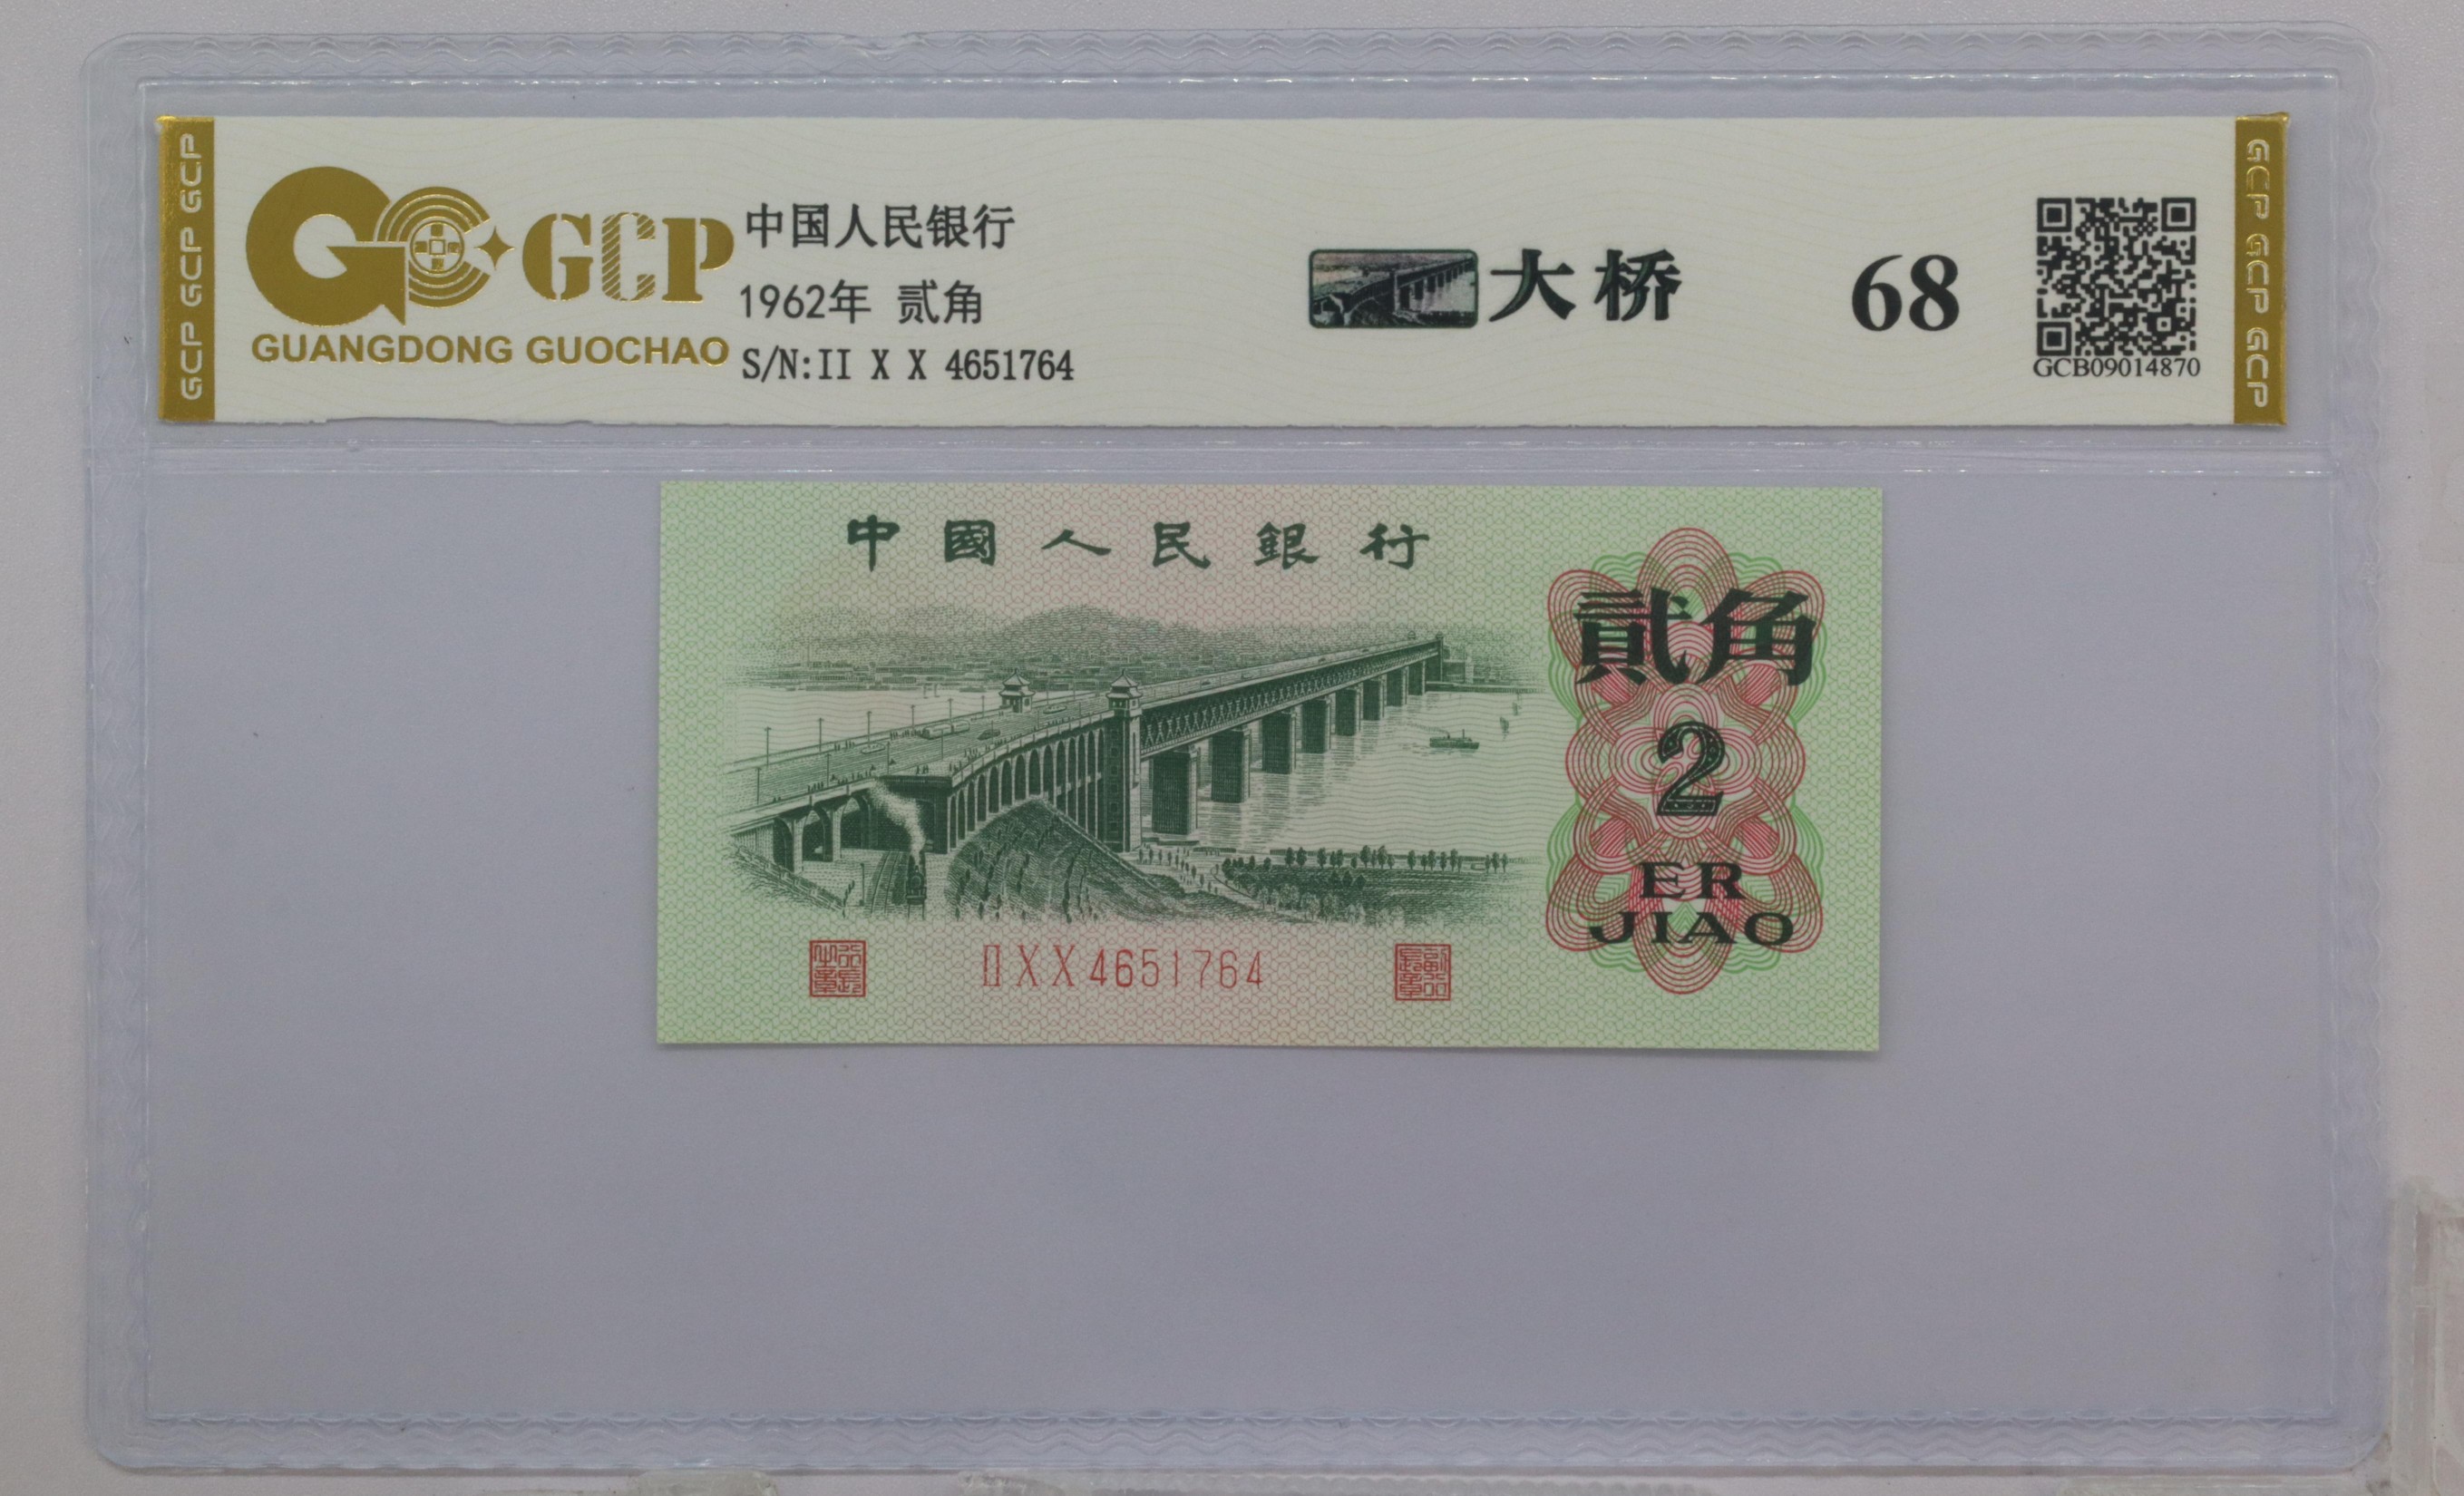 GCP GCP GCP
GCP
GUANGDONG GUOCHAO
中国人民银行
1962年 贰角
S/N:II X X 4651764
大桥
68
GCB09014870
GCP GCP GCP
中國人民銀行
貳角
2
ER
JIAO
II X X 4651764